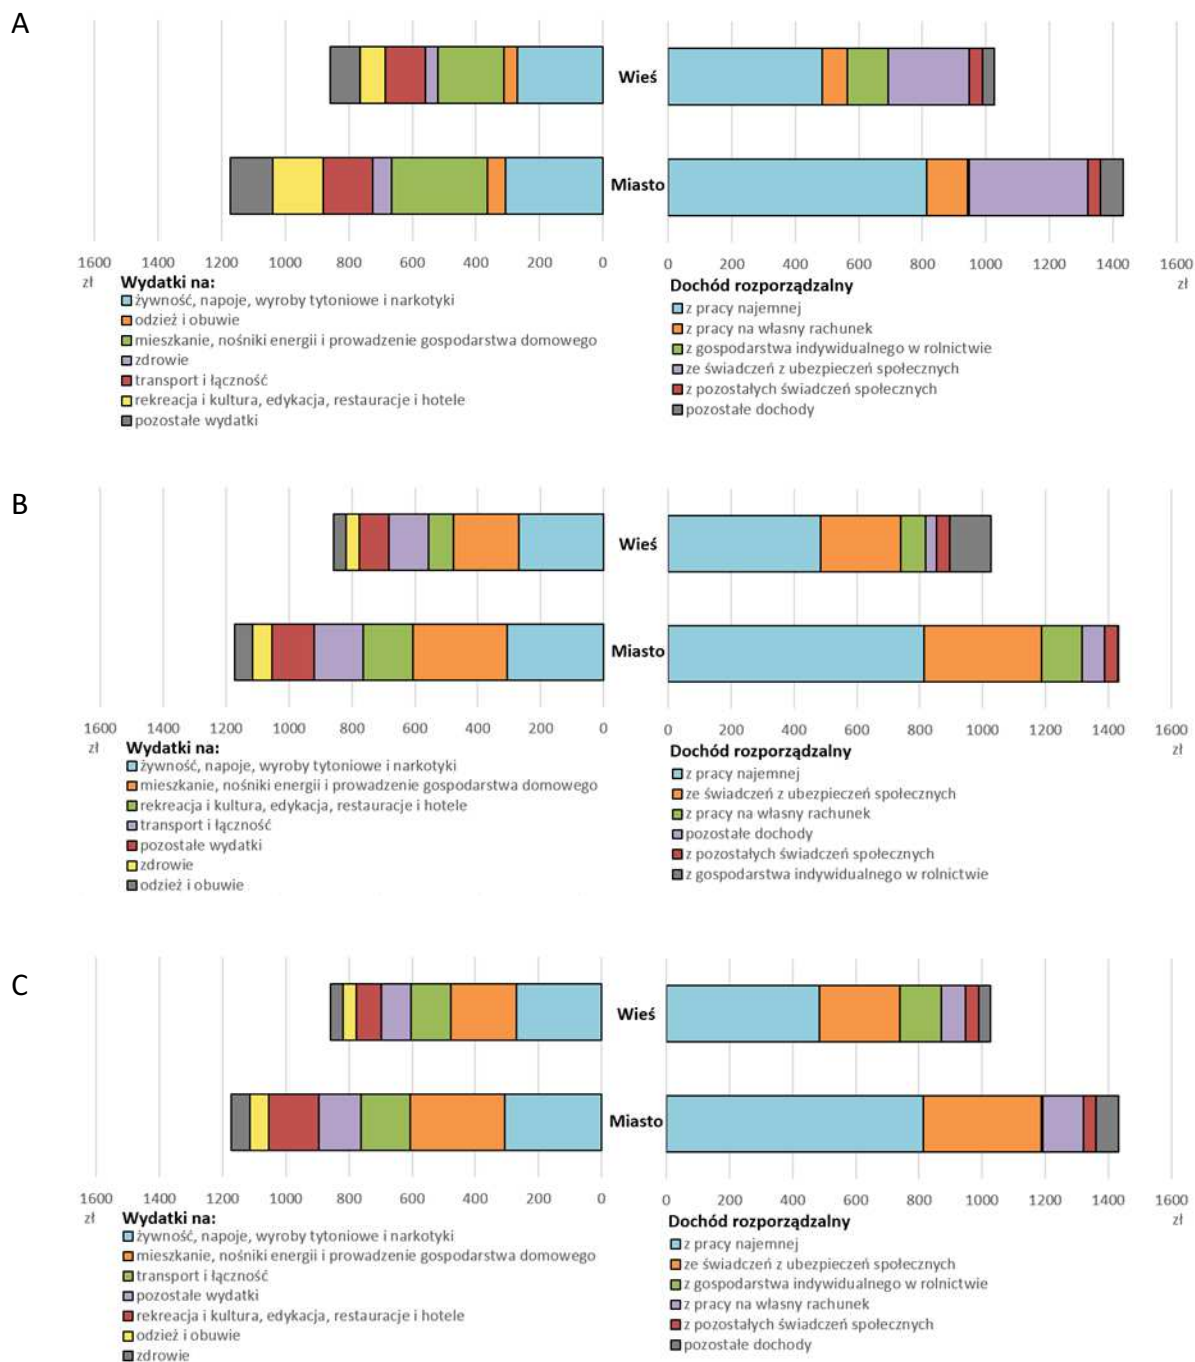 A
Wieś
Miasto
1600 1400 1200 1000 800 600 400 200 0
0 200 400 600 800 1000 1200 1400 1600
zł
zł
Wydatki na:
żywność, napoje, wyroby tytoniowe i narkotyki
odzież i obuwie
mieszkanie, nośniki energii i prowadzenie gospodarstwa domowego
zdrowie
transport i łączność
rekreacja i kultura, edykacja, restauracje i hotele
pozostałe wydatki
Dochód rozporządzalny
z pracy najemnej
z pracy na własny rachunek
z gospodarstwa indywidualnego w rolnictwie
ze świadczeń z ubezpieczeń społecznych
z pozostałych świadczeń społecznych
pozostałe dochody
B
Wieś
Miasto
1600 1400 1200 1000 800 600 400 200 0
0 200 400 600 800 1000 1200 1400 1600
zł
zł
Wydatki na:
żywność, napoje, wyroby tytoniowe i narkotyki
mieszkanie, nośniki energii i prowadzenie gospodarstwa domowego
rekreacja i kultura, edykacja, restauracje i hotele
transport i łączność
pozostałe wydatki
zdrowie
odzież i obuwie
Dochód rozporządzalny
z pracy najemnej
ze świadczeń z ubezpieczeń społecznych
z pracy na własny rachunek
pozostałe dochody
z pozostałych świadczeń społecznych
z gospodarstwa indywidualnego w rolnictwie
C
Wieś
Miasto
1600 1400 1200 1000 800 600 400 200 0
0 200 400 600 800 1000 1200 1400 1600
zł
zł
Wydatki na:
żywność, napoje, wyroby tytoniowe i narkotyki
mieszkanie, nośniki energii i prowadzenie gospodarstwa domowego
transport i łączność
pozostałe wydatki
rekreacja i kultura, edykacja, restauracje i hotele
odzież i obuwie
zdrowie
Dochód rozporządzalny
z pracy najemnej
ze świadczeń z ubezpieczeń społecznych
z gospodarstwa indywidualnego w rolnictwie
z pracy na własny rachunek
z pozostałych świadczeń społecznych
pozostałe dochody